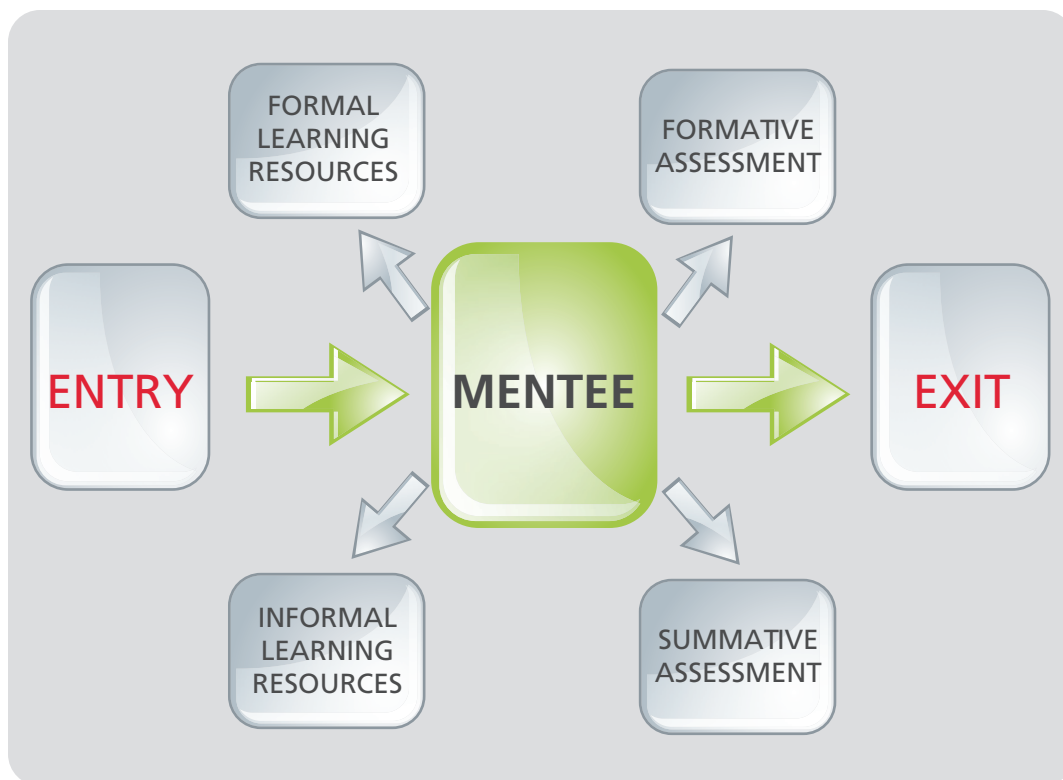 FORMAL
LEARNING
RESOURCES
FORMATIVE
ASSESSMENT
ENTRY
MENTEE
EXIT
INFORMAL
LEARNING
RESOURCES
SUMMATIVE
ASSESSMENT